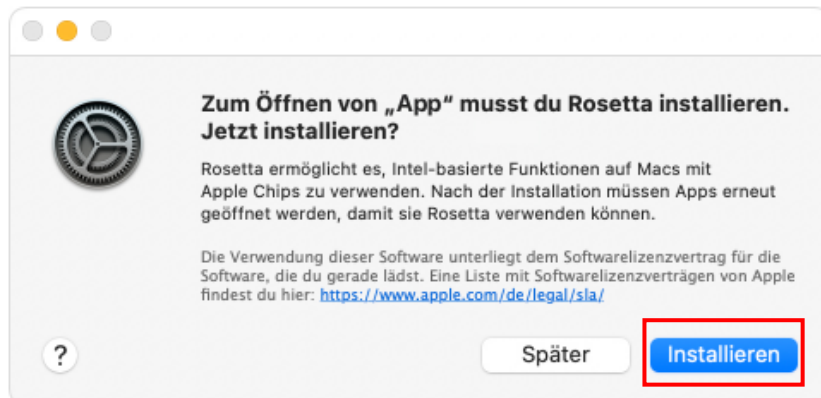 Zum Öffnen von „App“ musst du Rosetta installieren.
Jetzt installieren?
Rosetta ermöglicht es, Intel-basierte Funktionen auf Macs mit
Apple Chips zu verwenden. Nach der Installation müssen Apps erneut
geöffnet werden, damit sie Rosetta verwenden können.
Die Verwendung dieser Software unterliegt dem Softwarelizenzvertrag für die
Software, die du gerade lädst. Eine Liste mit Softwarelizenzverträgen von Apple
findest du hier: https://www.apple.com/de/legal/sla/
? Später Installieren